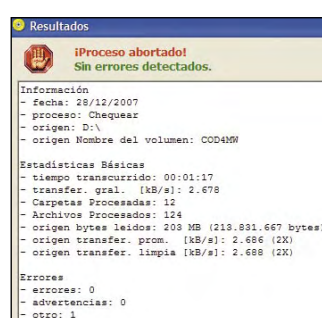 Resultados
¡Proceso abortado!
Sin errores detectados.
Información
- fecha: 28/12/2007
- proceso: Chequear
- origen: D:\
- origen Nombre del volumen: COD4MW
Estadísticas Básicas
- tiempo transcurrido: 00:01:17
- transfer. gral. [kB/s]: 2.678
- Carpetas Procesadas: 12
- Archivos Procesados: 124
- origen bytes leidos: 203 MB (213.831.667 bytes)
- origen transfer. prom. [kB/s]: 2.686 (2X)
- origen transfer. limpia [kB/s]: 2.688 (2X)
Errores
- errores: 0
- advertencias: 0
- otro: 1